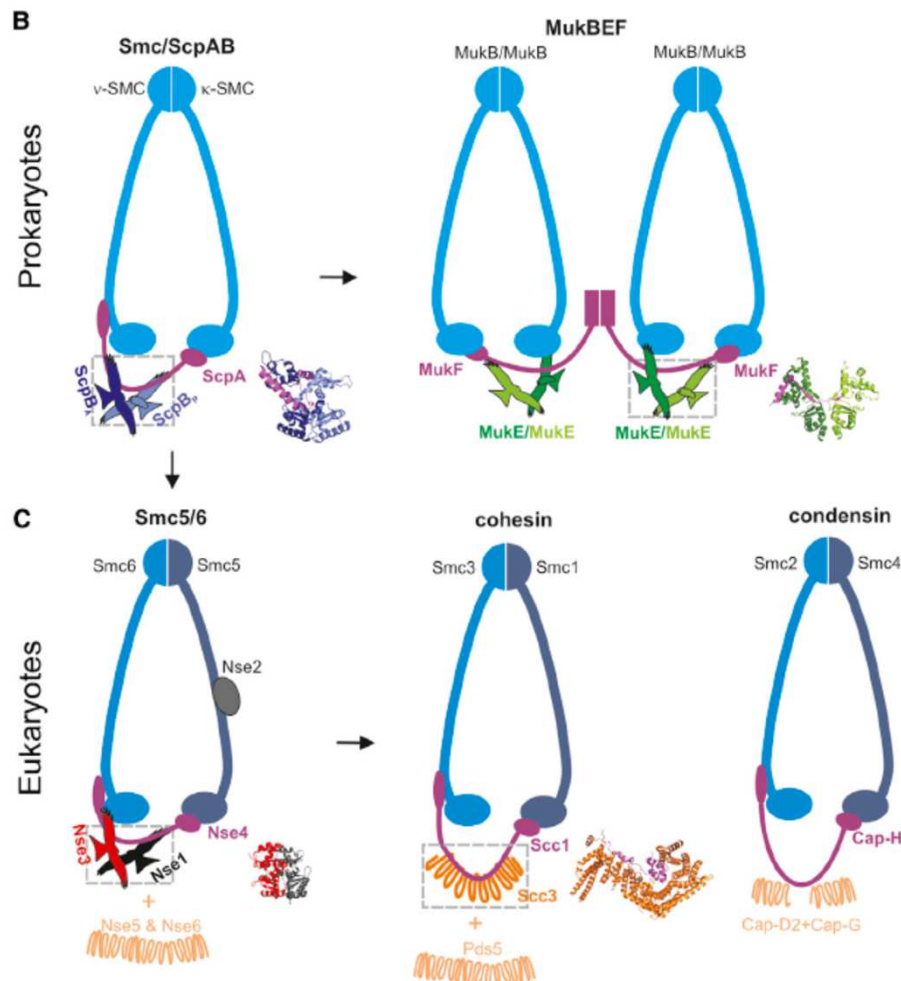 B
Prokaryotes
Smc/ScpAB
ν-SMC
κ-SMC
ScpA
ScpBλ
ScpBρ
MukBEF
MukB/MukB
MukB/MukB
MukF
MukF
MukE/MukE
MukE/MukE
C
Eukaryotes
Smc5/6
Smc6
Smc5
Nse2
Nse4
Nse3
Nse1
+
Nse5 & Nse6
cohesin
Smc3
Smc1
Scc1
Scc3
+
Pds5
condensin
Smc2
Smc4
Cap-H
Cap-D2+Cap-G